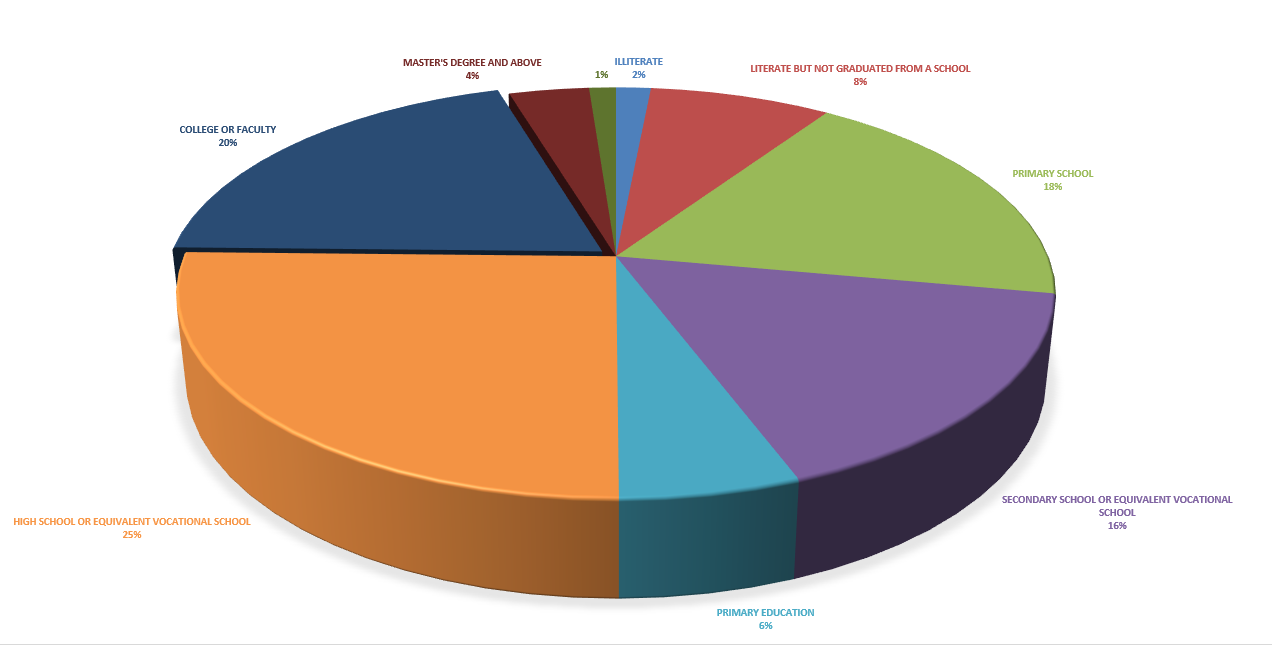 MASTER'S DEGREE AND ABOVE
4%
1%
ILLITERATE
2%
LITERATE BUT NOT GRADUATED FROM A SCHOOL
8%
COLLEGE OR FACULTY
20%
PRIMARY SCHOOL
18%
SECONDARY SCHOOL OR EQUIVALENT VOCATIONAL
SCHOOL
16%
HIGH SCHOOL OR EQUIVALENT VOCATIONAL SCHOOL
25%
PRIMARY EDUCATION
6%